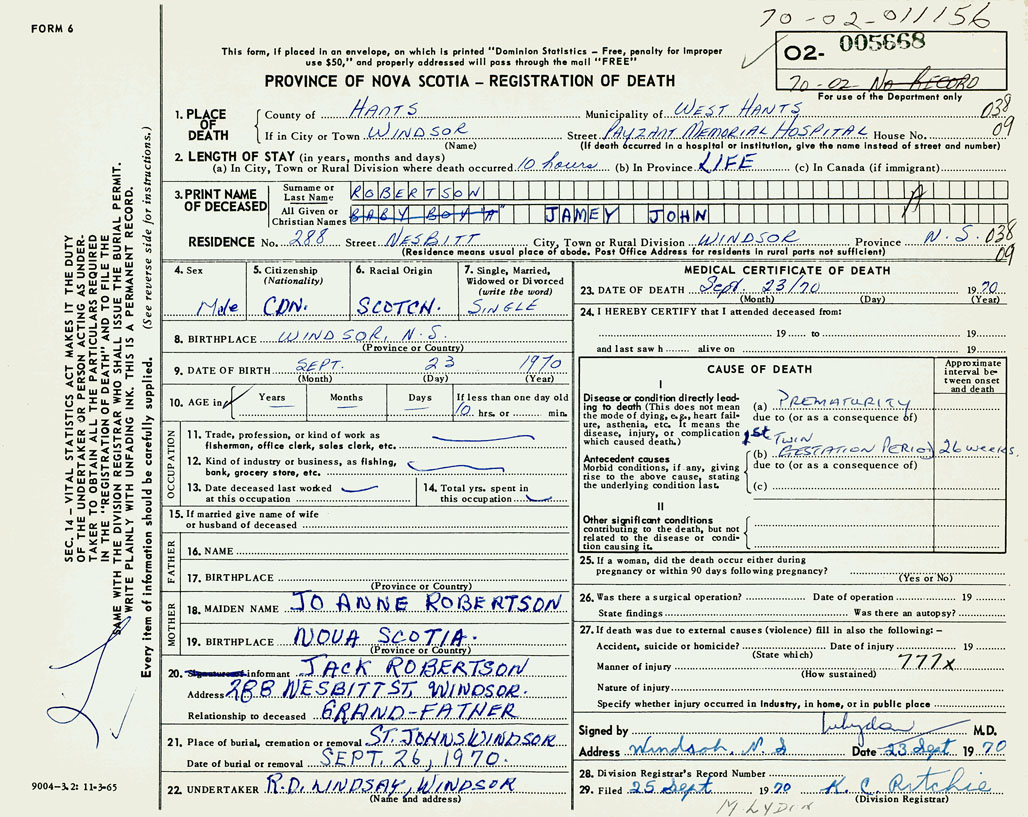 FORM 6
70-02-011156
02- 005668
70-02 No RECORD
For use of the Department only
This form, if placed in an envelope, on which is printed "Dominion Statistics – Free, penalty for improper
use $50," and properly addressed will pass through the mail "FREE"
PROVINCE OF NOVA SCOTIA – REGISTRATION OF DEATH
SEC. 14 – VITAL STATISTICS ACT MAKES IT THE DUTY
OF THE UNDERTAKER OR PERSON ACTING AS UNDER-
TAKER TO OBTAIN ALL THE PARTICULARS REQUIRED
IN THE "REGISTRATION OF DEATH" AND TO FILE THE
SAME WITH THE DIVISION REGISTRAR WHO SHALL ISSUE THE BURIAL PERMIT.
WRITE PLAINLY WITH UNFADING INK. THIS IS A PERMANENT RECORD.
Every item of information should be carefully supplied. (See reverse side for instructions.)
1. PLACE OF DEATH County of HANTS Municipality of WEST HANTS 038
If in City or Town WINDSOR Street PAYZANT MEMORIAL HOSPITAL House No. 09
(Name) (If death occurred in a hospital or institution, give the name instead of street and number)
2. LENGTH OF STAY (in years, months and days)
(a) In City, Town or Rural Division where death occurred 10 hours (b) In Province LIFE (c) In Canada (if immigrant)
3. PRINT NAME OF DECEASED Surname or Last Name ROBERTSON
All Given or Christian Names BABY BOY "A" JAMEY JOHN
RESIDENCE No. 288 Street NESBITT City, Town or Rural Division WINDSOR Province N.S. 038
(Residence means usual place of abode. Post Office Address for residents in rural parts not sufficient) 09
4. Sex Male
5. Citizenship (Nationality) CDN.
6. Racial Origin SCOTCH.
7. Single, Married, Widowed or Divorced (write the word) SINGLE
8. BIRTHPLACE WINDSOR, N.S.
(Province or Country)
9. DATE OF BIRTH SEPT. 23 1970
(Month) (Day) (Year)
10. AGE in Years Months Days If less than one day old
10 hrs. or min.
OCCUPATION
11. Trade, profession, or kind of work as
fisherman, office clerk, sales clerk, etc.
12. Kind of industry or business, as fishing,
bank, grocery store, etc.
13. Date deceased last worked at this occupation
14. Total yrs. spent in this occupation
15. If married give name of wife
or husband of deceased
FATHER
16. NAME
17. BIRTHPLACE
(Province or Country)
MOTHER
18. MAIDEN NAME JO ANNE ROBERTSON
19. BIRTHPLACE NOVA SCOTIA.
(Province or Country)
20. informant JACK ROBERTSON
Address 288 NESBITT ST, WINDSOR.
Relationship to deceased GRAND-FATHER
21. Place of burial, cremation or removal ST. JOHNS WINDSOR
Date of burial or removal SEPT. 26, 1970.
22. UNDERTAKER R.D. LINDSAY, WINDSOR
(Name and address)
9004-3.2: 11-3-65
MEDICAL CERTIFICATE OF DEATH
23. DATE OF DEATH Sept. 23/70 1970
(Month) (Day) (Year)
24. I HEREBY CERTIFY that I attended deceased from:
19 to 19
and last saw h alive on 19
CAUSE OF DEATH
Approximate interval between onset and death
I
Disease or condition directly lead-
ing to death (This does not mean
the mode of dying, e.g., heart fail-
ure, asthenia, etc. It means the
disease, injury, or complication
which caused death.)
(a) PREMATURITY
due to (or as a consequence of)
1st TWIN
(b) GESTATION PERIOD 26 weeks.
due to (or as a consequence of)
(c)
Antecedent causes
Morbid conditions, if any, giving
rise to the above cause, stating
the underlying condition last.
II
Other significant conditions
contributing to the death, but not
related to the disease or condi-
tion causing it.
25. If a woman, did the death occur either during
pregnancy or within 90 days following pregnancy?
(Yes or No)
26. Was there a surgical operation? Date of operation 19
State findings Was there an autopsy?
27. If death was due to external causes (violence) fill in also the following: –
Accident, suicide or homicide? Date of injury 19
(State which)
Manner of injury 777x
(How sustained)
Nature of injury
Specify whether injury occurred in Industry, in home, or in public place
Signed by M.D.
Address Windsor, N.S Date 23 Sept 1970
28. Division Registrar's Record Number
29. Filed 25 Sept 1970 K. C. Ritchie
(Division Registrar)